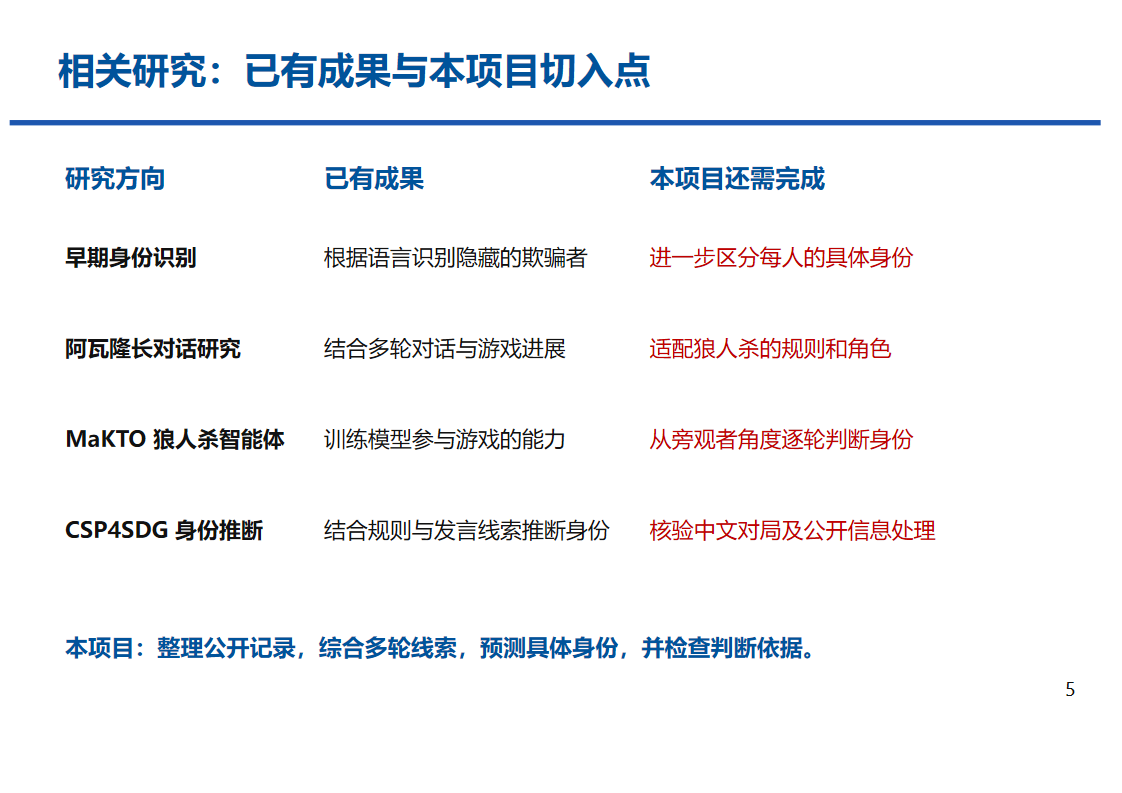 相关研究：已有成果与本项目切入点
研究方向 已有成果 本项目还需完成
早期身份识别 根据语言识别隐藏的欺骗者 进一步区分每人的具体身份
阿瓦隆长对话研究 结合多轮对话与游戏进展 适配狼人杀的规则和角色
MaKTO 狼人杀智能体 训练模型参与游戏的能力 从旁观者角度逐轮判断身份
CSP4SDG 身份推断 结合规则与发言线索推断身份 核验中文对局及公开信息处理
本项目：整理公开记录，综合多轮线索，预测具体身份，并检查判断依据。
5